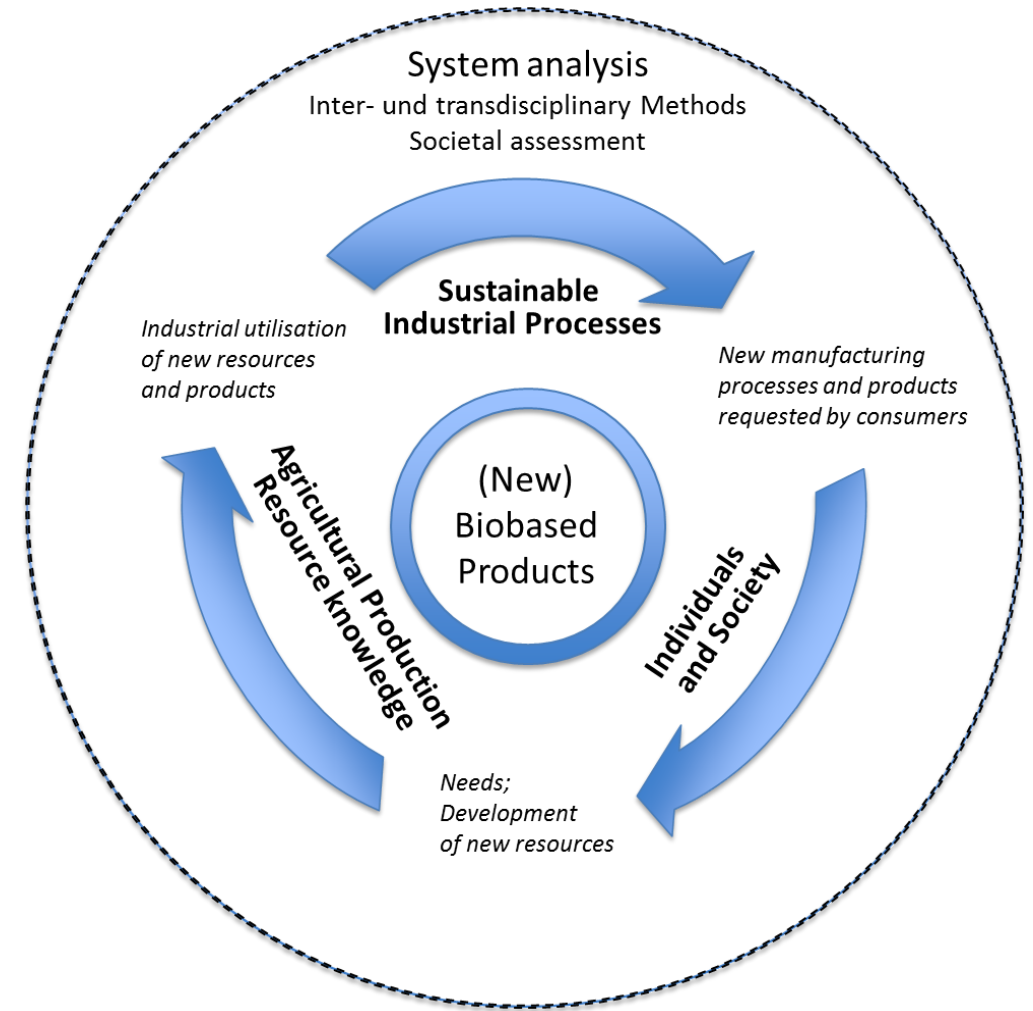 System analysis
Inter- und transdisciplinary Methods
Societal assessment
Sustainable
Industrial Processes
Industrial utilisation
of new resources
and products
New manufacturing
processes and products
requested by consumers
(New)
Biobased
Products
Agricultural Production
Resource knowledge
Individuals
and Society
Needs;
Development
of new resources